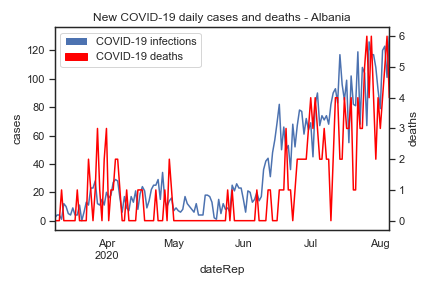 New COVID-19 daily cases and deaths - Albania
COVID-19 infections
COVID-19 deaths
120
100
80
60
40
20
0
cases
6
5
4
3
2
1
0
deaths
Apr
2020
May
Jun
Jul
Aug
dateRep